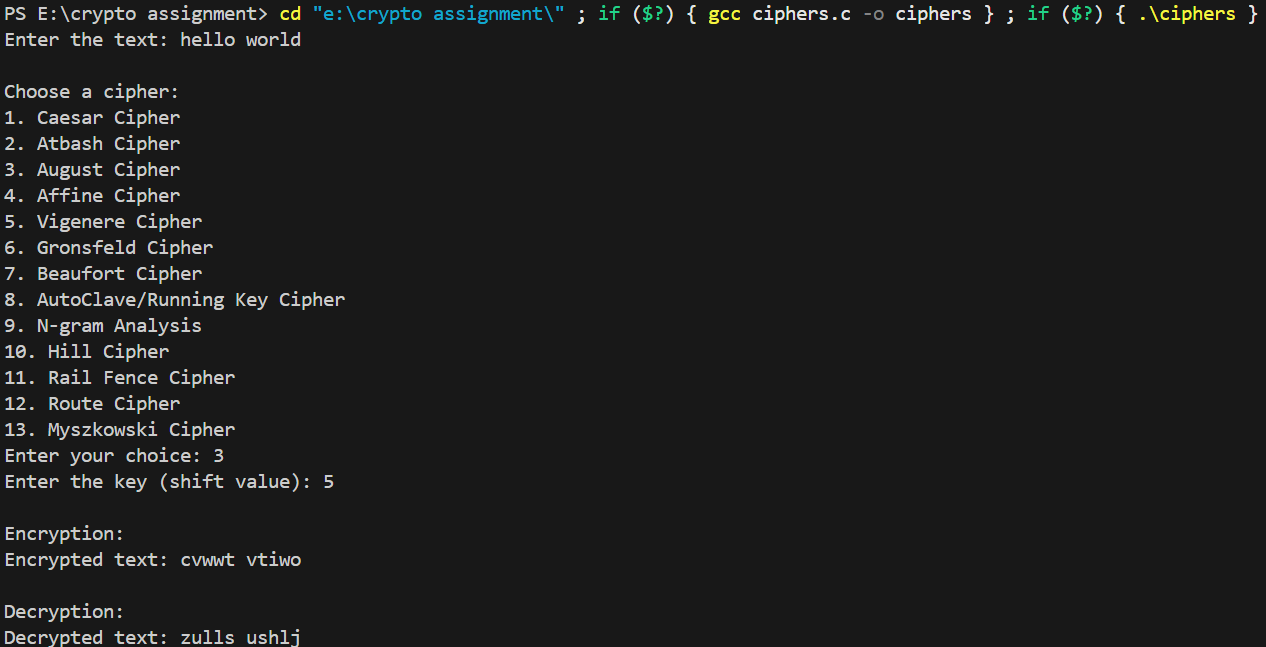 PS E:\crypto assignment> cd "e:\crypto assignment\" ; if ($?) { gcc ciphers.c -o ciphers } ; if ($?) { .\ciphers }
Enter the text: hello world
Choose a cipher:
1. Caesar Cipher
2. Atbash Cipher
3. August Cipher
4. Affine Cipher
5. Vigenere Cipher
6. Gronsfeld Cipher
7. Beaufort Cipher
8. AutoClave/Running Key Cipher
9. N-gram Analysis
10. Hill Cipher
11. Rail Fence Cipher
12. Route Cipher
13. Myszkowski Cipher
Enter your choice: 3
Enter the key (shift value): 5
Encryption:
Encrypted text: cvwwt vtiwo
Decryption:
Decrypted text: zulls ushlj